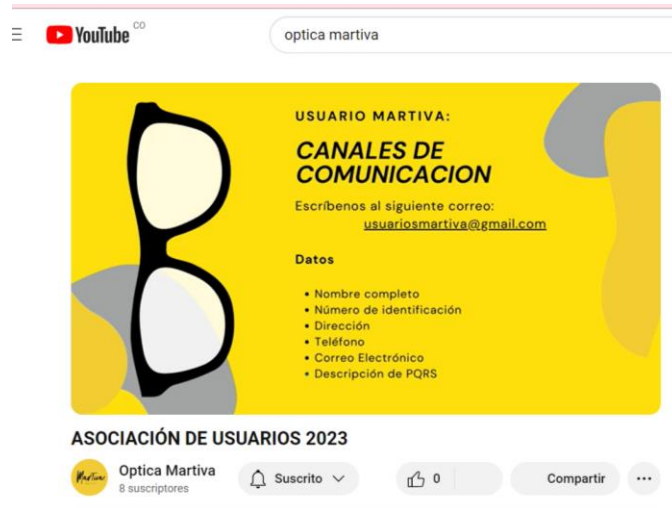 YouTube CO
optica martiva
USUARIO MARTIVA:
CANALES DE
COMUNICACION
Escríbenos al siguiente correo:
usuariosmartiva@gmail.com
Datos
• Nombre completo
• Número de identificación
• Dirección
• Teléfono
• Correo Electrónico
• Descripción de PQRS
ASOCIACIÓN DE USUARIOS 2023
MarTiva
Optica Martiva
8 suscriptores
Suscrito
0
Compartir